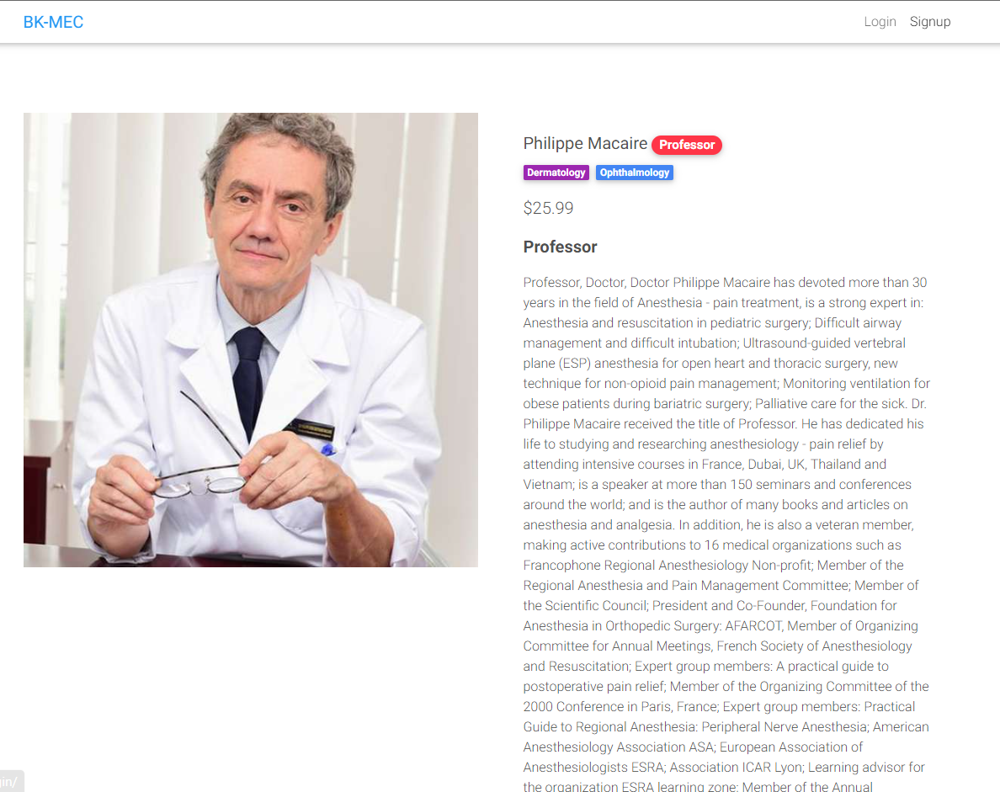 BK-MEC
Login Signup
Philippe Macaire Professor
Dermatology Ophthalmology
$25.99
Professor
Professor, Doctor, Doctor Philippe Macaire has devoted more than 30
years in the field of Anesthesia - pain treatment, is a strong expert in:
Anesthesia and resuscitation in pediatric surgery; Difficult airway
management and difficult intubation; Ultrasound-guided vertebral
plane (ESP) anesthesia for open heart and thoracic surgery, new
technique for non-opioid pain management; Monitoring ventilation for
obese patients during bariatric surgery; Palliative care for the sick. Dr.
Philippe Macaire received the title of Professor. He has dedicated his
life to studying and researching anesthesiology - pain relief by
attending intensive courses in France, Dubai, UK, Thailand and
Vietnam; is a speaker at more than 150 seminars and conferences
around the world; and is the author of many books and articles on
anesthesia and analgesia. In addition, he is also a veteran member,
making active contributions to 16 medical organizations such as
Francophone Regional Anesthesiology Non-profit; Member of the
Regional Anesthesia and Pain Management Committee; Member of
the Scientific Council; President and Co-Founder, Foundation for
Anesthesia in Orthopedic Surgery: AFARCOT, Member of Organizing
Committee for Annual Meetings, French Society of Anesthesiology
and Resuscitation; Expert group members: A practical guide to
postoperative pain relief; Member of the Organizing Committee of the
2000 Conference in Paris, France; Expert group members: Practical
Guide to Regional Anesthesia: Peripheral Nerve Anesthesia; American
Anesthesiology Association ASA; European Association of
Anesthesiologists ESRA; Association ICAR Lyon; Learning advisor for
the organization ESRA learning zone; Member of the Annual
gin/